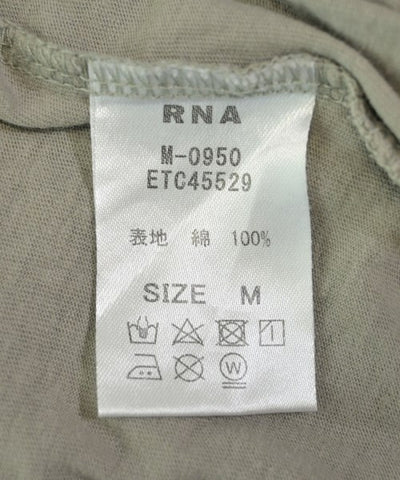 RNA
M-0950
ETC45529
表地 綿 100%
SIZE M
W